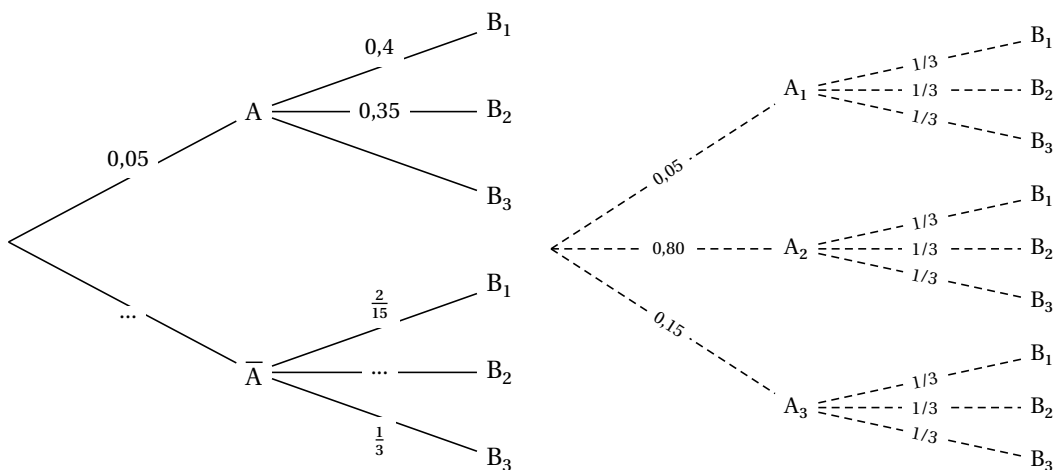 B₁
0,4
A
0,35
B₂
0,05
B₃
...
B₁
2/15
A̅
...
B₂
1/3
B₃
B₁
1/3
A₁
1/3
B₂
1/3
B₃
0,05
B₁
1/3
0,80
A₂
1/3
B₂
1/3
B₃
0,15
B₁
1/3
A₃
1/3
B₂
1/3
B₃